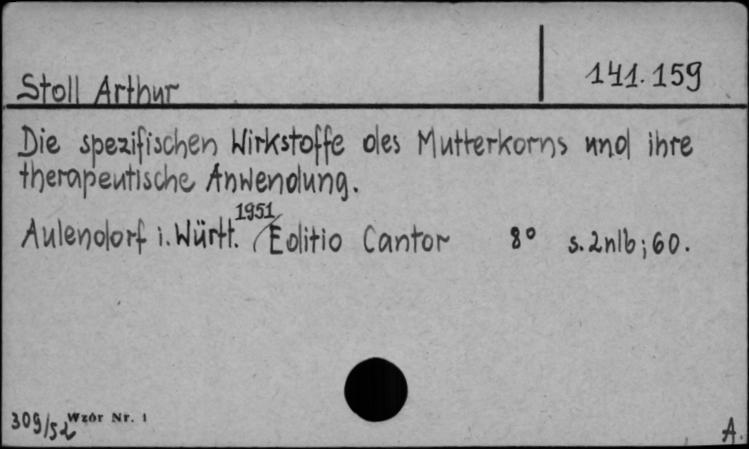 Stoll Arthur
141.159
Die spezifischen Wirkstoffe des Mutterkorns und ihre
therapeutische Anwendung.
Aulendorf i. Württ. 1951 /Editio Cantor 8° s. 2nlb; 60.
309/52 Wzór Nr. 1
A.